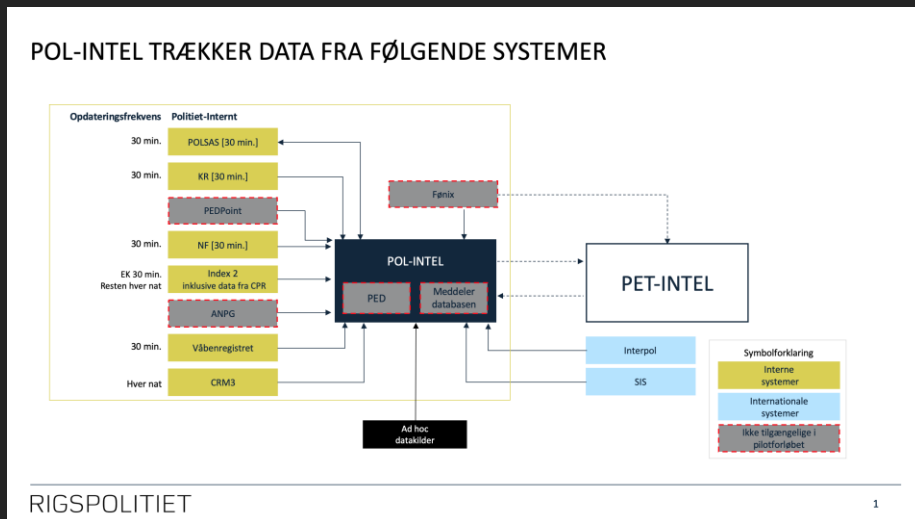 POL-INTEL TRÆKKER DATA FRA FØLGENDE SYSTEMER
Opdateringsfrekvens Politiet-Internt
30 min. POLSAS [30 min.]
30 min. KR [30 min.]
PEDPoint
30 min. NF [30 min.]
EK 30 min.
Resten hver nat
Index 2
inklusive data fra CPR
ANPG
30 min. Våbenregistret
Hver nat CRM3
Fønix
POL-INTEL
PED
Meddeler
databasen
Ad hoc
datakilder
PET-INTEL
Interpol
SIS
Symbolforklaring
Interne
systemer
Internationale
systemer
Ikke tilgængelige i
pilotforløbet
RIGSPOLITIET
1